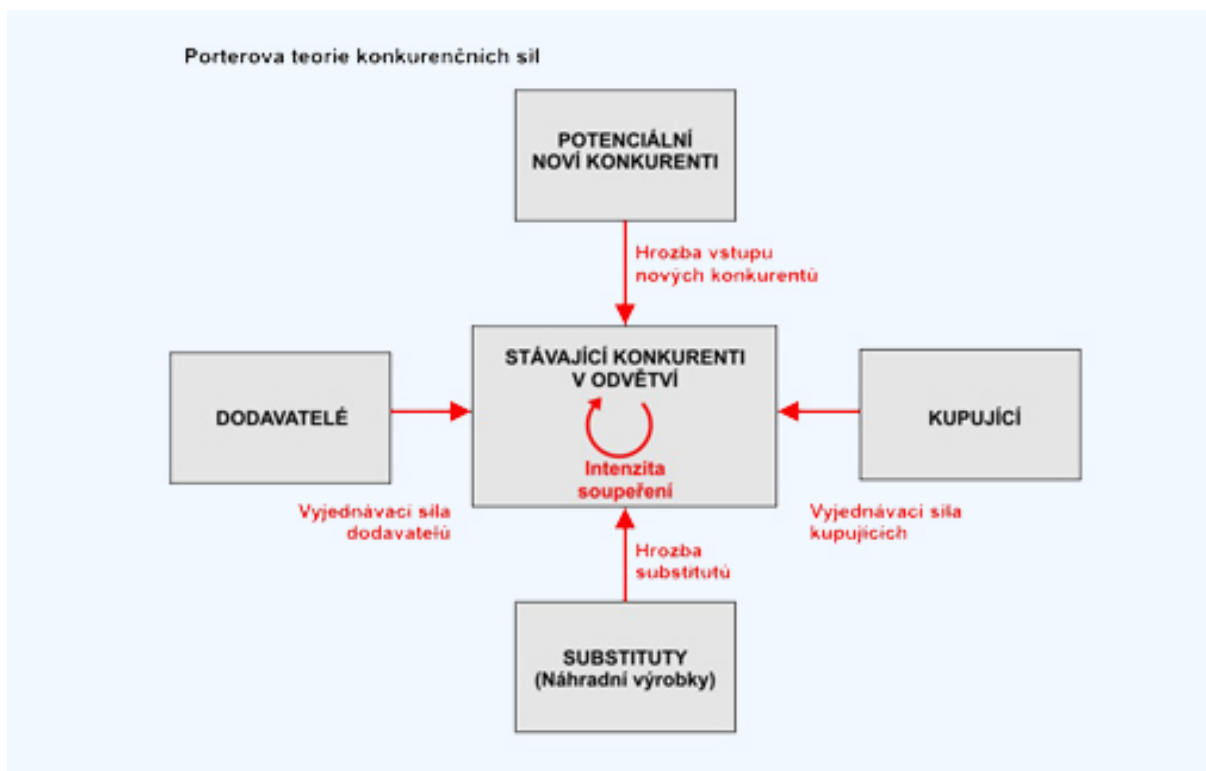 Porterova teorie konkurenčních sil
POTENCIÁLNÍ
NOVÍ KONKURENTI
Hrozba vstupu
nových konkurentů
STÁVAJÍCÍ KONKURENTI
V ODVĚTVÍ
Intenzita
soupeření
DODAVATELÉ
Vyjednávací síla
dodavatelů
KUPUJÍCÍ
Vyjednávací síla
kupujících
Hrozba
substitutů
SUBSTITUTY
(Náhradní výrobky)